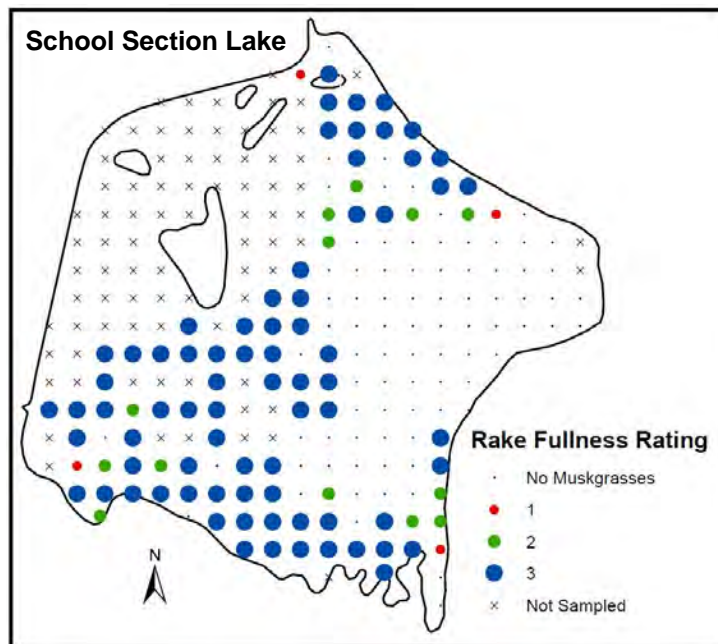 School Section Lake
N
Rake Fullness Rating
No Muskgrasses
1
2
3
Not Sampled